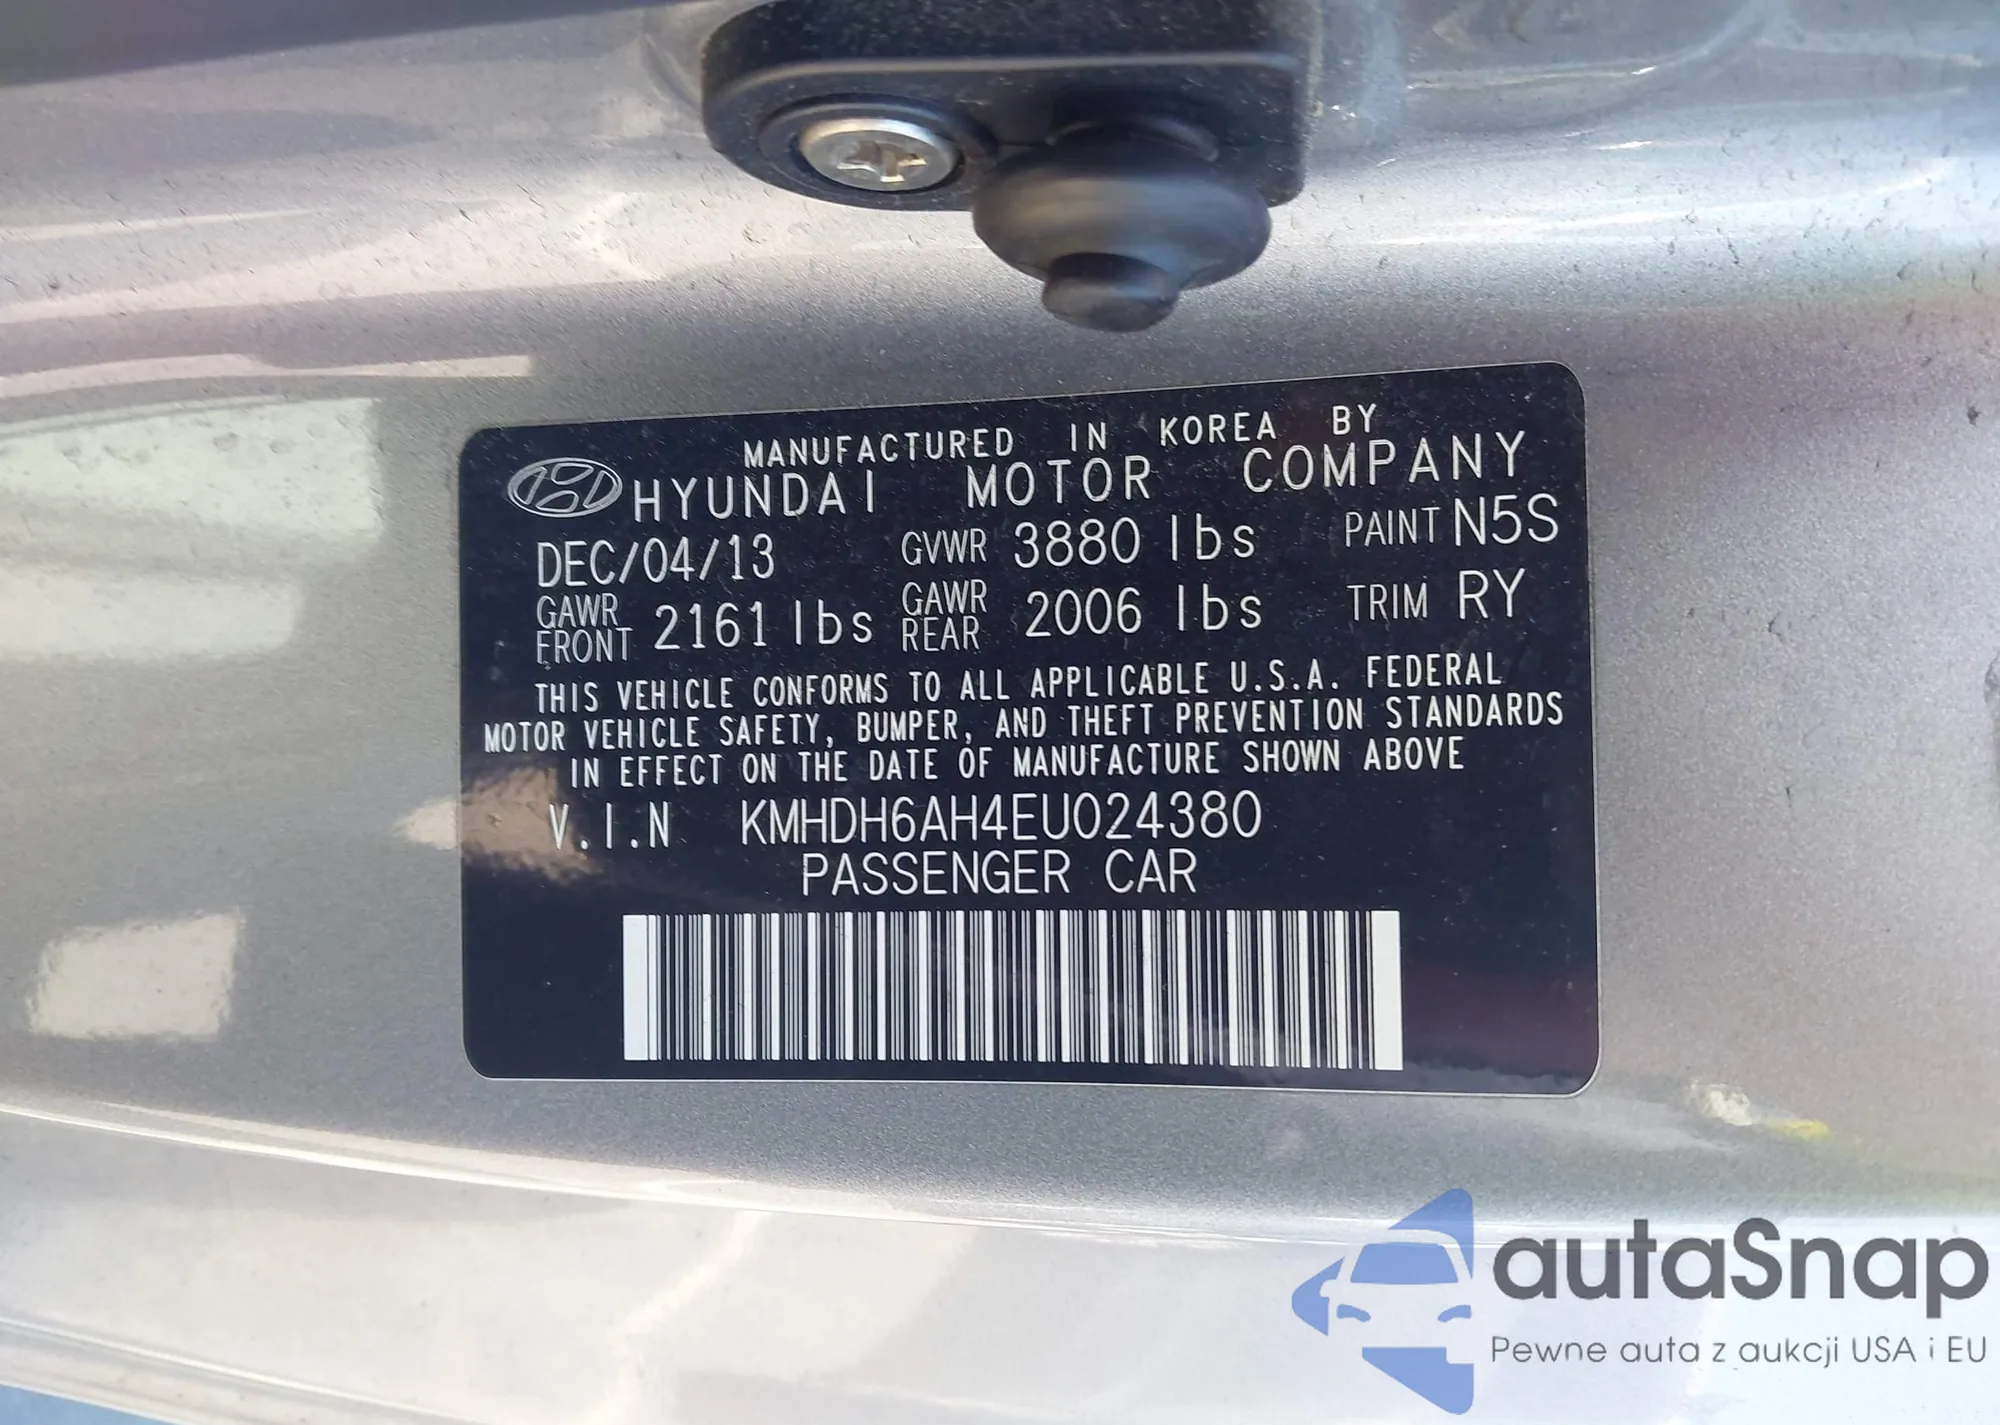 MANUFACTURED IN KOREA BY
HYUNDAI MOTOR COMPANY
DEC/04/13 GVWR 3880 lbs PAINT N5S
GAWR FRONT 2161 lbs GAWR REAR 2006 lbs TRIM RY
THIS VEHICLE CONFORMS TO ALL APPLICABLE U.S.A. FEDERAL
MOTOR VEHICLE SAFETY, BUMPER, AND THEFT PREVENTION STANDARDS
IN EFFECT ON THE DATE OF MANUFACTURE SHOWN ABOVE
V.I.N KMHDH6AH4EU024380
PASSENGER CAR
autaSnap
Pewne auta z aukcji USA i EU